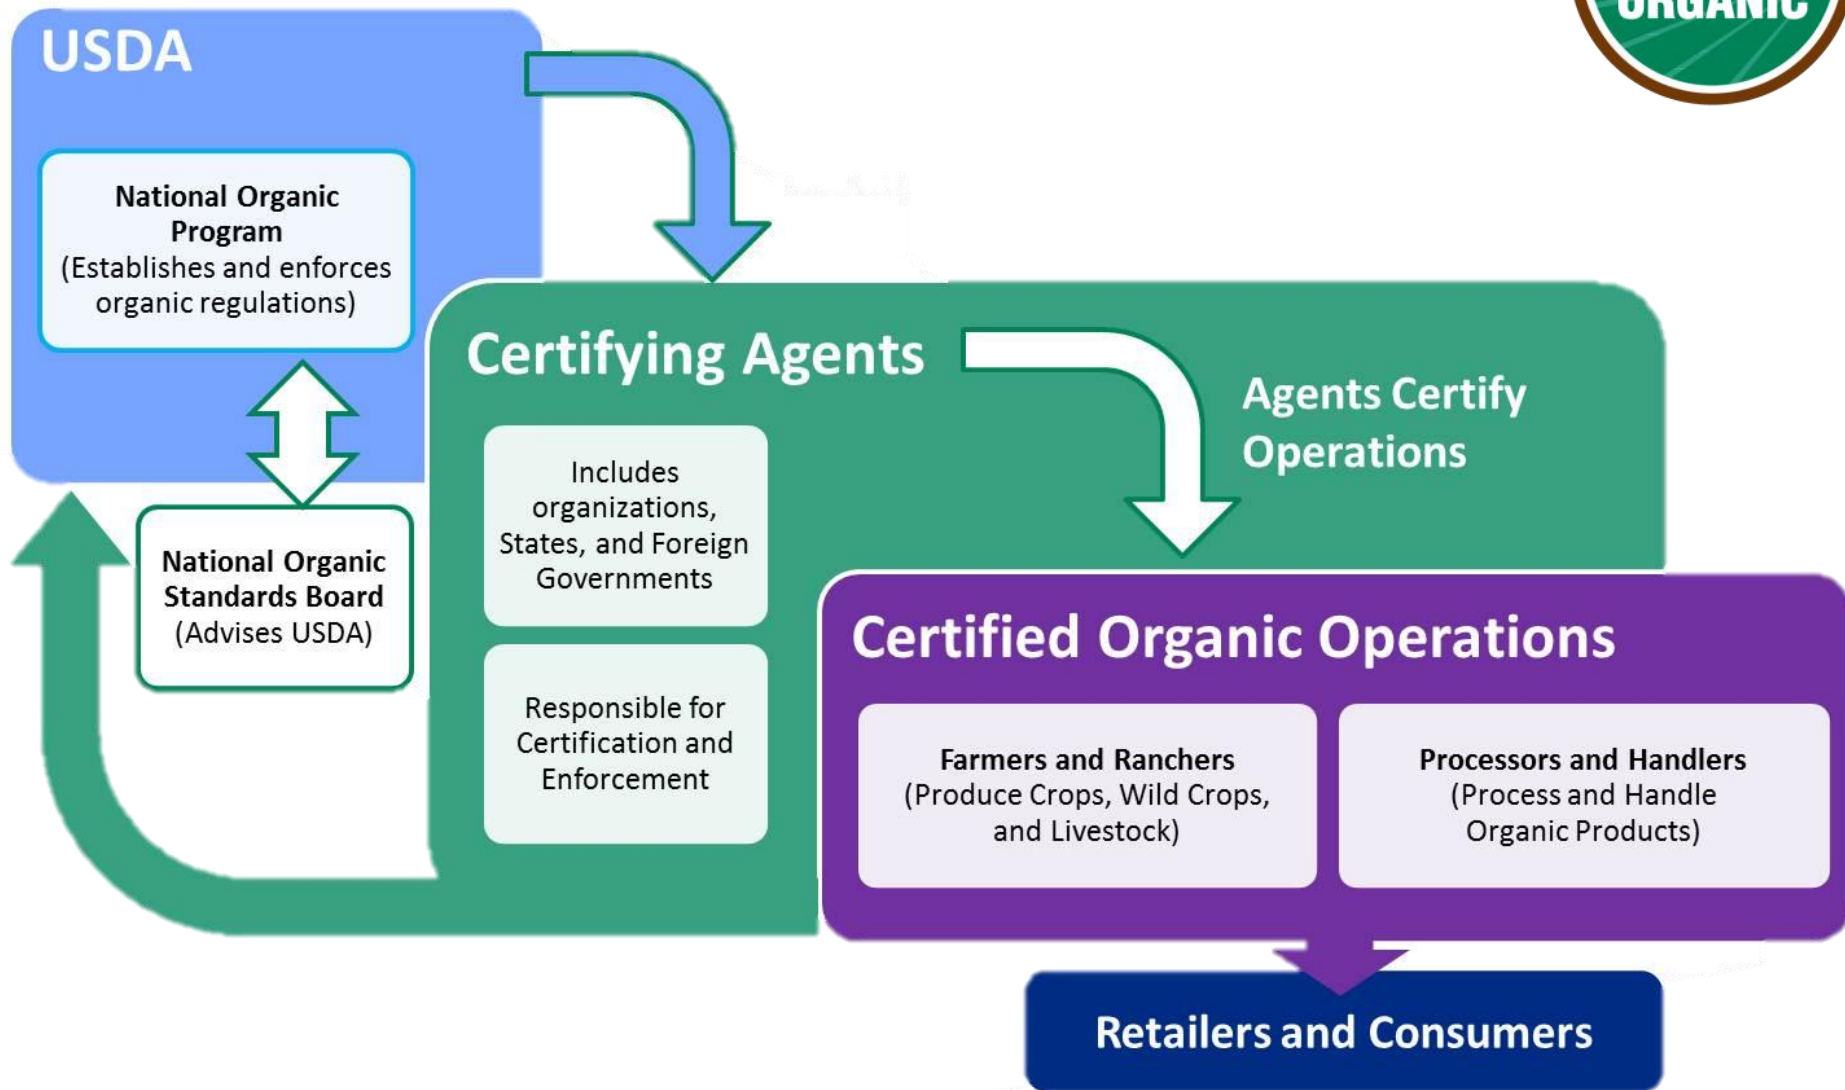 ORGANIC
USDA
National Organic
Program
(Establishes and enforces
organic regulations)
National Organic
Standards Board
(Advises USDA)
Certifying Agents
Includes
organizations,
States, and Foreign
Governments
Responsible for
Certification and
Enforcement
Agents Certify
Operations
Certified Organic Operations
Farmers and Ranchers
(Produce Crops, Wild Crops,
and Livestock)
Processors and Handlers
(Process and Handle
Organic Products)
Retailers and Consumers